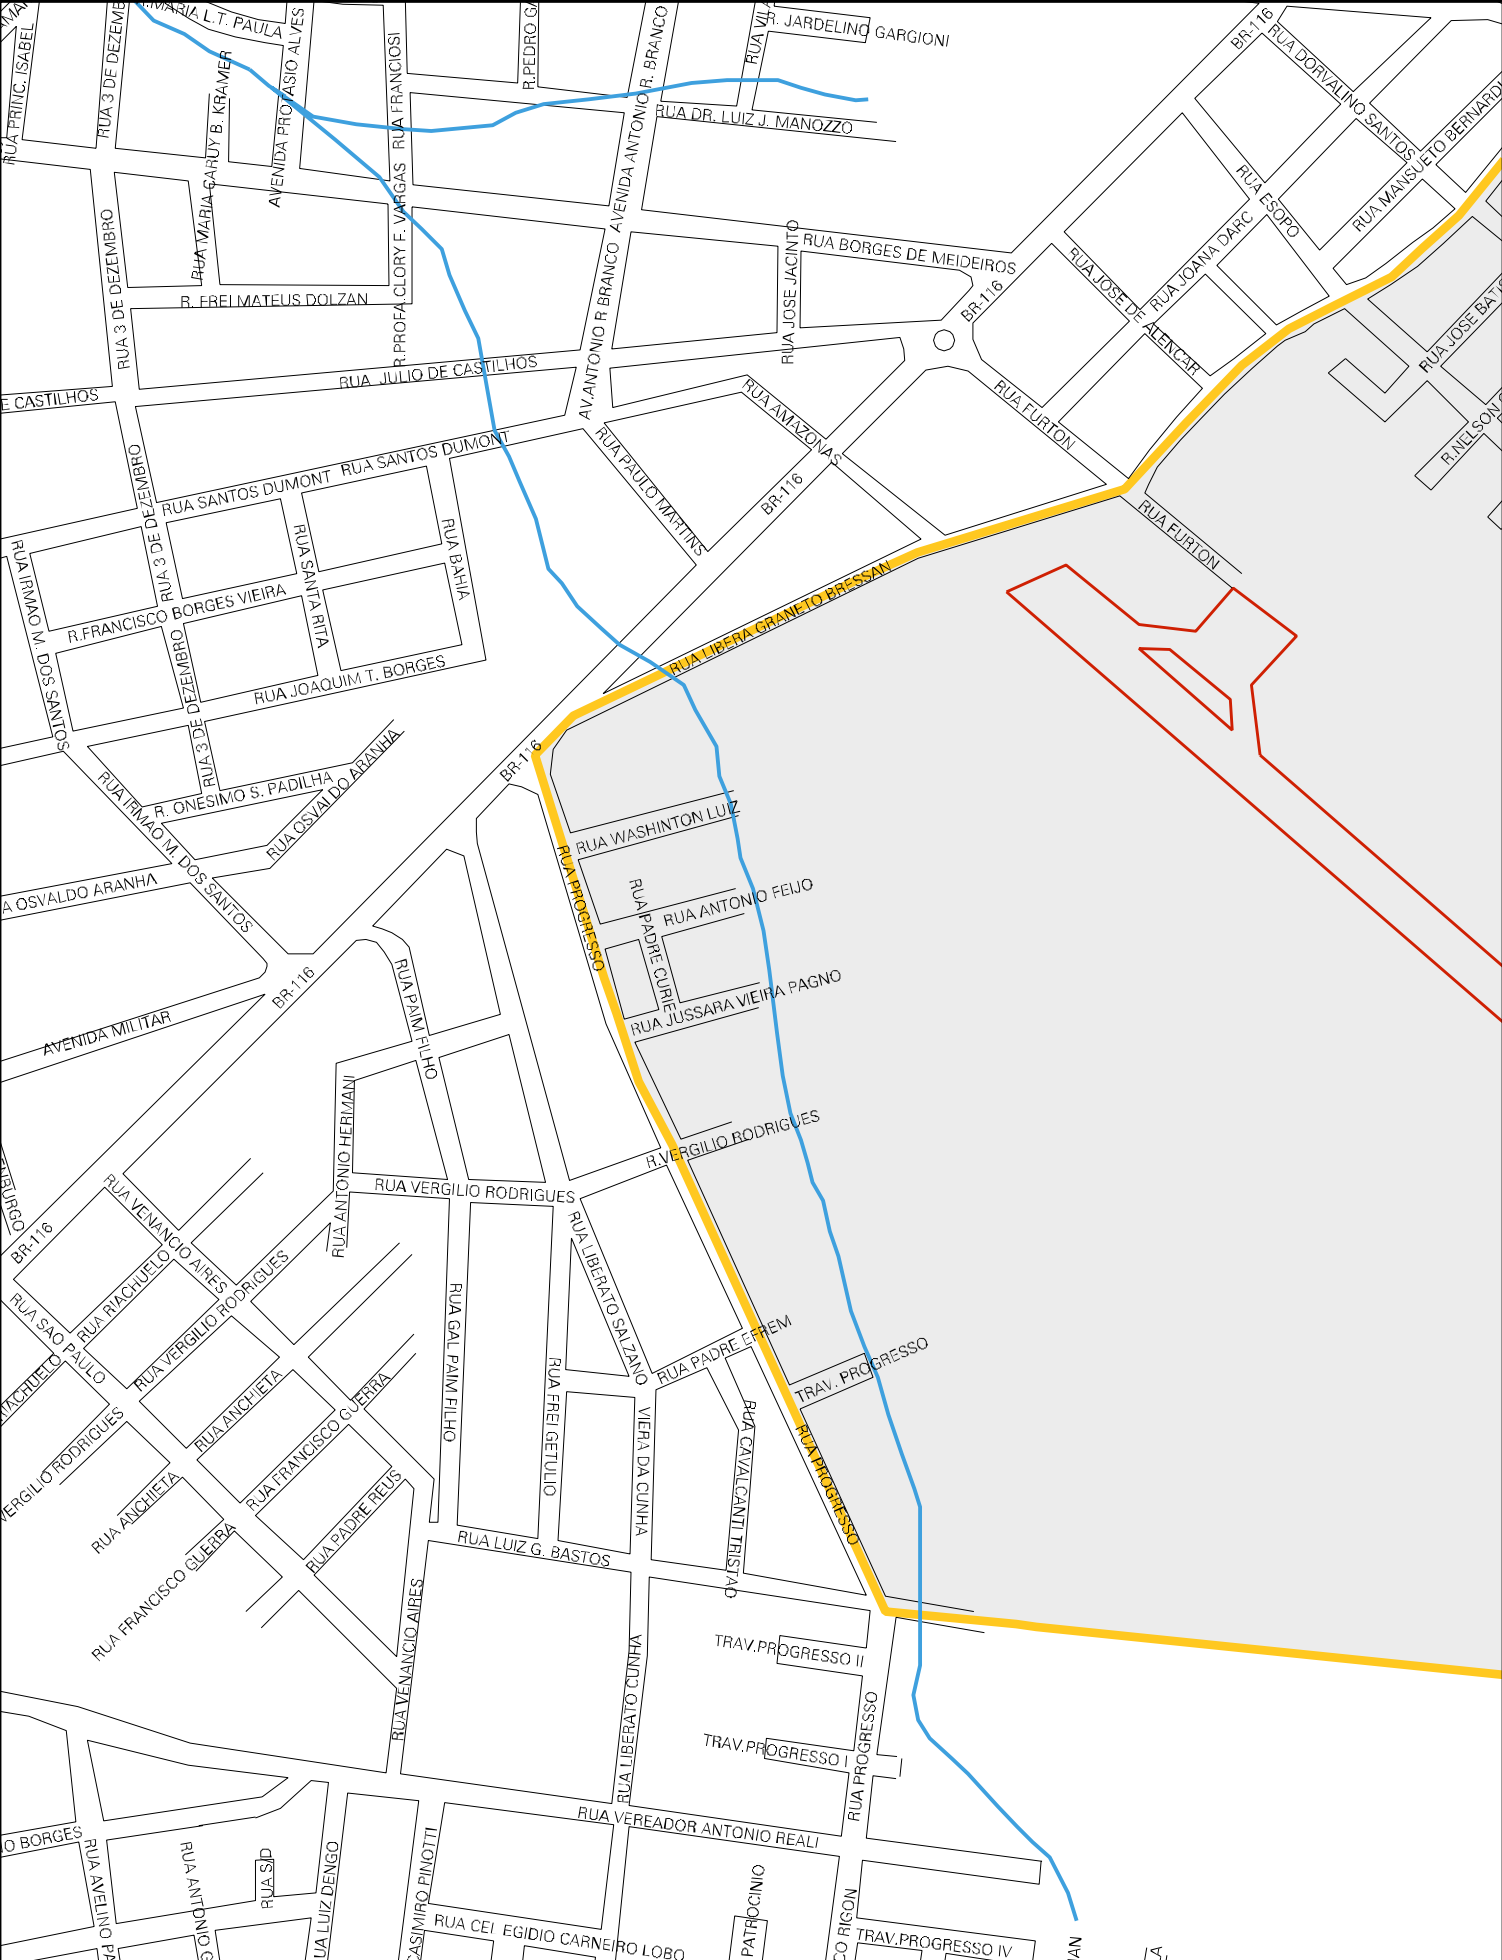 MARIA L.T. PAULA
R. JARDELINO GARGIONI
RUA PRINC. ISABEL
RUA 3 DE DEZEMB
RUA MARIA CARUY B. KRAMER
AVENIDA PROTASIO ALVES
RUA FRANCIOSI
R.PEDRO GA
AVENIDA ANTONIO R. BRANCO
RUA VILA
BR-116
RUA DORVALINO SANTOS
RUA MANSUETO BERNARDI
RUA DR. LUIZ J. MANOZZO
RUA ESOPO
RUA JOANA DARC
RUA JOSE DE ALENCAR
RUA BORGES DE MEIDEIROS
RUA JOSE JACINTO
RUA 3 DE DEZEMBRO
R. FREI MATEUS DOLZAN
R.PROFA.CLORY F. VARGAS
AV.ANTONIO R BRANCO
BR-116
RUA JOSE BATIS
R.NELSON
RUA JULIO DE CASTILHOS
E CASTILHOS
RUA AMAZONAS
RUA FURTON
RUA SANTOS DUMONT
RUA SANTOS DUMONT
RUA PAULO MARTINS
BR-116
RUA FURTON
RUA IRMAO M. DOS SANTOS
RUA 3 DE DEZEMBRO
RUA SANTA RITA
RUA BAHIA
R.FRANCISCO BORGES VIEIRA
RUA LIBERA GRANETO BRESSAN
RUA JOAQUIM T. BORGES
RUA 3 DE DEZEMBRO
BR-116
RUA IRMAO M. DOS SANTOS
R. ONESIMO S. PADILHA
RUA OSVALDO ARANHA
RUA WASHINTON LUIZ
RUA PROGRESSO
RUA PADRE CURIE
RUA ANTONIO FEIJO
A OSVALDO ARANHA
RUA JUSSARA VIEIRA PAGNO
BR-116
RUA PAIM FILHO
AVENIDA MILITAR
RUA ANTONIO HERMANI
R.VERGILIO RODRIGUES
RUA VERGILIO RODRIGUES
ENBURGO
BR-116
RUA VENANCIO AIRES
RUA RIACHUELO
RUA VERGILIO RODRIGUES
RUA LIBERATO SALZANO
VIERA DA CUNHA
RUA GAL PAIM FILHO
RUA FREI GETULIO
RUA SAO PAULO
RIACHUELO
RUA PADRE EFREM
TRAV. PROGRESSO
RUA ANCHIETA
RUA FRANCISCO GUERRA
VERGILIO RODRIGUES
RUA CAVALCANTI TRISTAO
RUA PROGRESSO
RUA ANCHIETA
RUA PADRE REUS
RUA FRANCISCO GUERRA
RUA LUIZ G. BASTOS
RUA VENANCIO AIRES
RUA LIBERATO CUNHA
TRAV.PROGRESSO II
TRAV.PROGRESSO I
RUA PROGRESSO
RUA VEREADOR ANTONIO REALI
IO BORGES
RUA AVELINO PA
RUA ANTONIO G
RUA S/D
UA LUIZ DENGO
CASIMIRO PINOTTI
RUA CEl EGIDIO CARNEIRO LOBO
PATROCINIO
CO RIGON
TRAV.PROGRESSO IV
AN